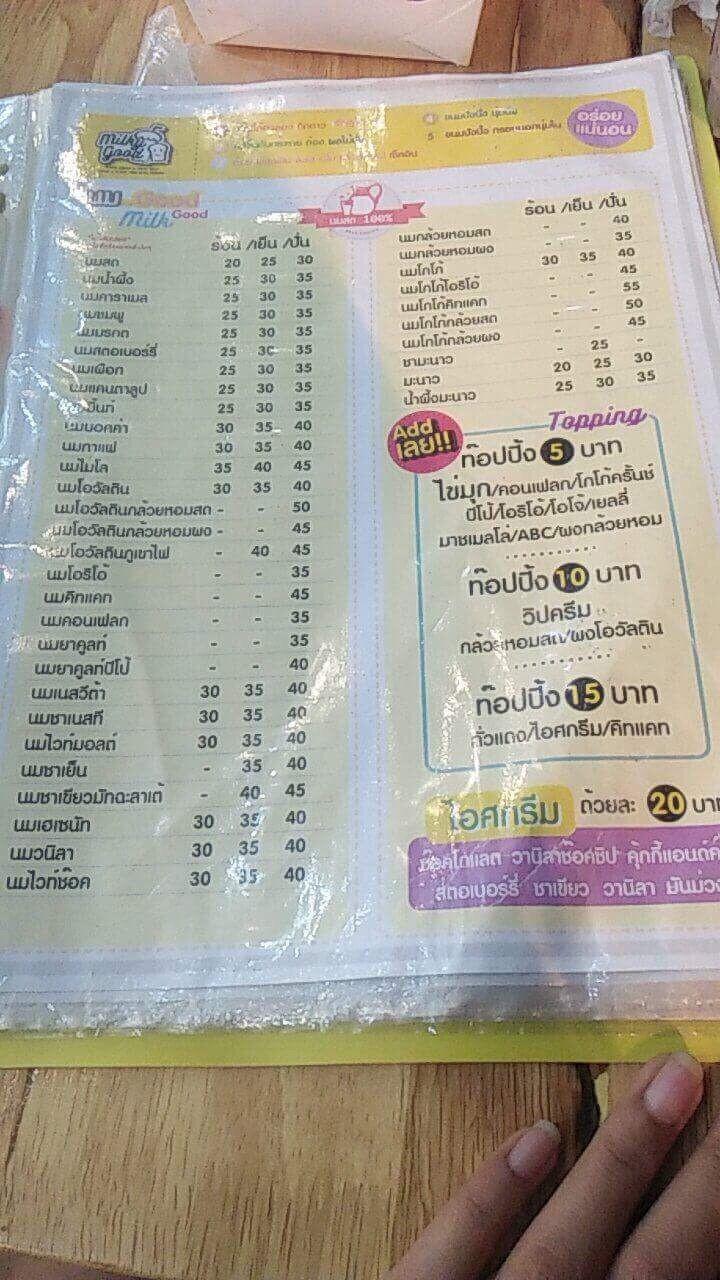 Milky Good
4 ขนมปังปิ้ง นุ่มนิ่ม
5 ขนมปังปิ้ง กรอบนอกนุ่มใน
อร่อย
แน่นอน
Good
Milk Good
นมสด 100%
ร้อน /เย็น /ปั่น
นมสด 20 25 30
นมน้ำผึ้ง 25 30 35
นมคาราเมล 25 30 35
นมชมพู 25 30 35
นมมรกต 25 30 35
นมสตอเบอร์รี่ 25 30 35
นมเผือก 25 30 35
นมแคนตาลูป 25 30 35
25 30 35
นมมอคค่า 30 35 40
นมกาแฟ 30 35 40
นมไมโล 35 40 45
นมโอวัลติน 30 35 40
นมโอวัลตินกล้วยหอมสด - - 50
นมโอวัลตินกล้วยหอมผง - - 45
นมโอวัลตินภูเขาไฟ - 40 45
นมโอริโอ้ - - 35
นมคิทแคท - - 45
นมคอนเฟลก - - 35
นมยาคูลท์ - - 35
นมยาคูลท์ปีโป้ - - 40
นมเนสวีต้า 30 35 40
นมชาเนสที 30 35 40
นมไวท์มอลต์ 30 35 40
นมชาเย็น - 35 40
นมชาเขียวมัทฉะลาเต้ - 40 45
นมเฮเซนัท 30 35 40
นมวนิลา 30 35 40
นมไวท์ช๊อค 30 35 40
ร้อน /เย็น /ปั่น
นมกล้วยหอมสด - - 40
นมกล้วยหอมผง - - 35
นมโกโก้ 30 35 40
นมโกโก้โอริโอ้ - - 45
นมโกโก้คิทแคท - - 55
นมโกโก้กล้วยสด - - 50
นมโกโก้กล้วยผง - - 45
ชามะนาว - 25 -
มะนาว 20 25 30
น้ำผึ้งมะนาว 25 30 35
Topping
Add
เลย!!
ท๊อปปิ้ง 5 บาท
ไข่มุก/คอนเฟลก/โกโก้ครั้นช์
ปีโป้/โอริโอ้/โอโจ้/เยลลี่
มาชเมลโล่/ABC/ผงกล้วยหอม
ท๊อปปิ้ง 10 บาท
วิปครีม
กล้วยหอมสด/ผงโอวัลติน
ท๊อปปิ้ง 15 บาท
ถั่วแดง/ไอศกรีม/คิทแคท
ไอศกรีม ถ้วยละ 20 บาท
ช๊อคโกแลต วานิลาช๊อคชิป คุ้กกี้แอนด์
สตอเบอร์รี่ ชาเขียว วานิลา มันม่วง